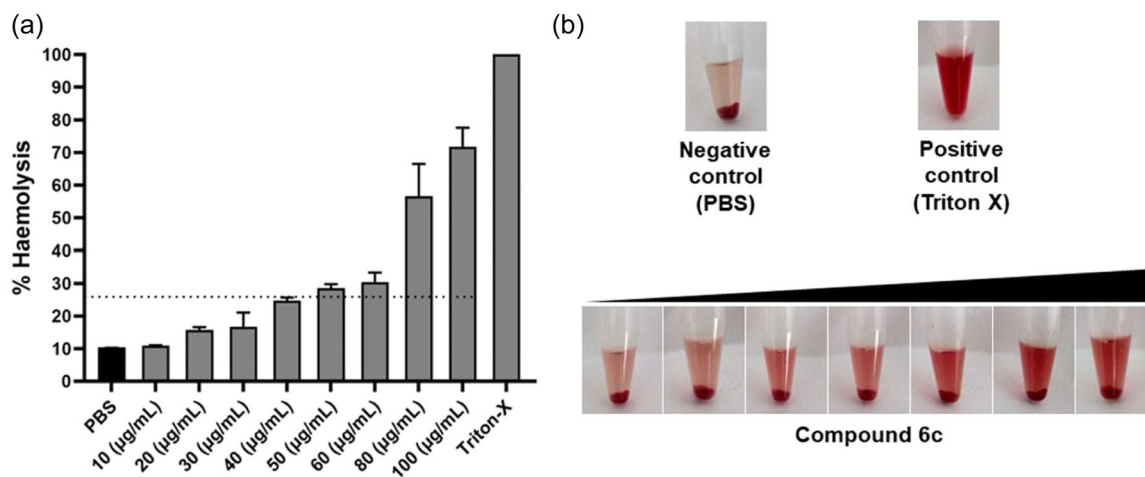 (a)
100
90
80
70
60
50
40
30
20
10
0
% Haemolysis
PBS
10 (µg/mL)
20 (µg/mL)
30 (µg/mL)
40 (µg/mL)
50 (µg/mL)
60 (µg/mL)
80 (µg/mL)
100 (µg/mL)
Triton-X
(b)
Negative
control
(PBS)
Positive
control
(Triton X)
Compound 6c